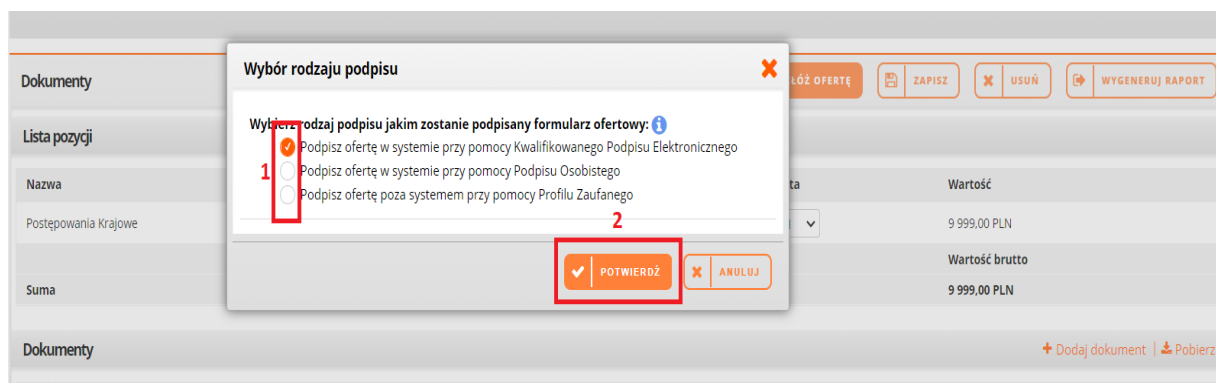 Dokumenty
ŁÓŻ OFERTĘ
ZAPISZ
USUŃ
WYGENERUJ RAPORT
Wybór rodzaju podpisu
Lista pozycji
Wybierz rodzaj podpisu jakim zostanie podpisany formularz ofertowy:
Podpisz ofertę w systemie przy pomocy Kwalifikowanego Podpisu Elektronicznego
1
Podpisz ofertę w systemie przy pomocy Podpisu Osobistego
Podpisz ofertę poza systemem przy pomocy Profilu Zaufanego
2
POTWIERDŹ
ANULUJ
Nazwa
ta
Wartość
Postępowania Krajowe
9 999,00 PLN
Wartość brutto
Suma
9 999,00 PLN
Dokumenty
Dodaj dokument | Pobierz